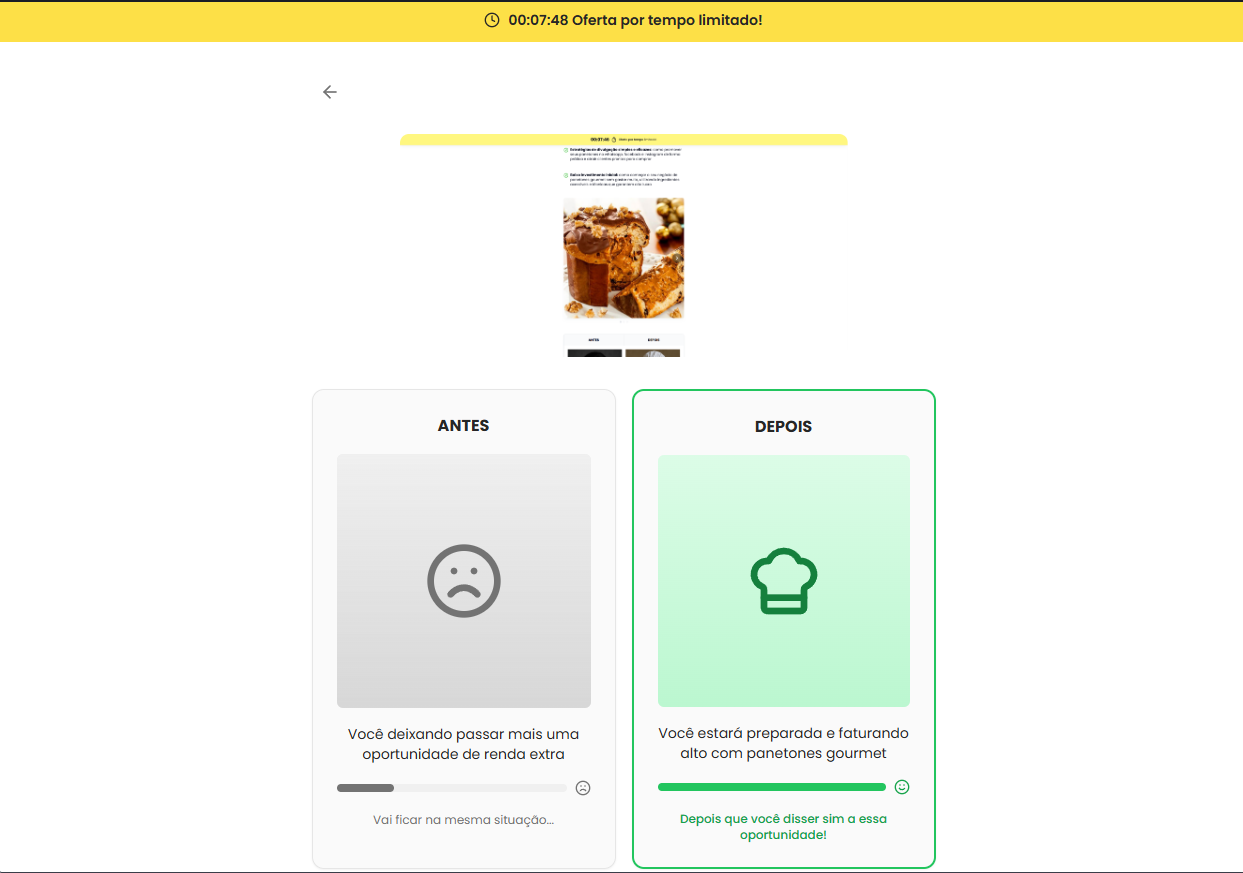 00:07:48 Oferta por tempo limitado!
ANTES
DEPOIS
ANTES
DEPOIS
Você deixando passar mais uma
oportunidade de renda extra
Vai ficar na mesma situação...
Você estará preparada e faturando
alto com panetones gourmet
Depois que você disser sim a essa
oportunidade!